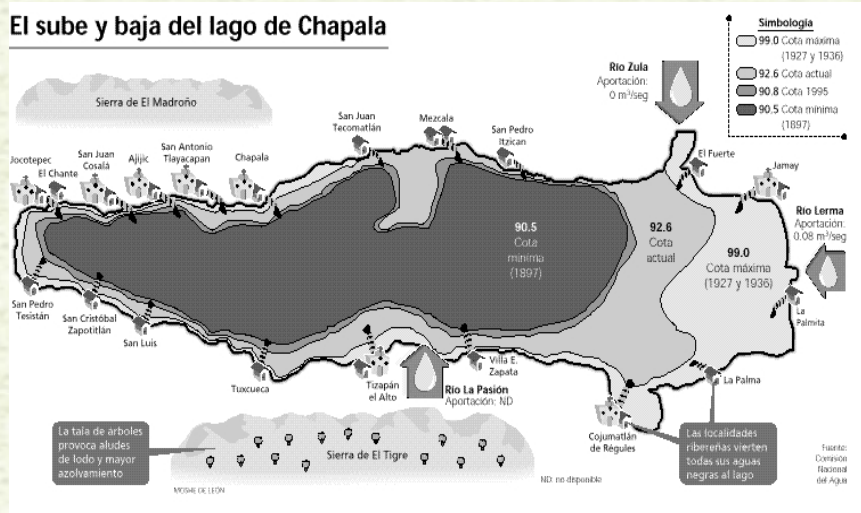 El sube y baja del lago de Chapala
Simbología
99.0 Cota máxima
(1927 y 1936)
92.6 Cota actual
90.8 Cota 1995
90.5 Cota mínima
(1897)
Río Zula
Aportación:
0 m³/seg
Sierra de El Madroño
San Juan
Tecomatlán
Mezcala
San Pedro
Itzican
El Fuerte
Jamay
Jocotepec
El Chante
San Juan
Cosalá
Ajijic
San Antonio
Tlayacapan
Chapala
Río Lerma
Aportación:
0.08 m³/seg
90.5
Cota
mínima
(1897)
92.6
Cota
actual
99.0
Cota máxima
(1927 y 1936)
San Pedro
Tesistán
San Cristóbal
Zapotitlán
San Luis
Tuxcueca
Tizapán
el Alto
Río La Pasión
Aportación: ND
Villa E.
Zapata
La Palma
La
Palmita
Cojumatlán
de Régules
La tala de árboles
provoca aludes
de lodo y mayor
azolvamiento
Sierra de El Tigre
Las localidades
ribereñas vierten
todas sus aguas
negras al lago
ND: no disponible
MOSHE DE LEÓN
Fuente:
Comisión
Nacional
del Agua